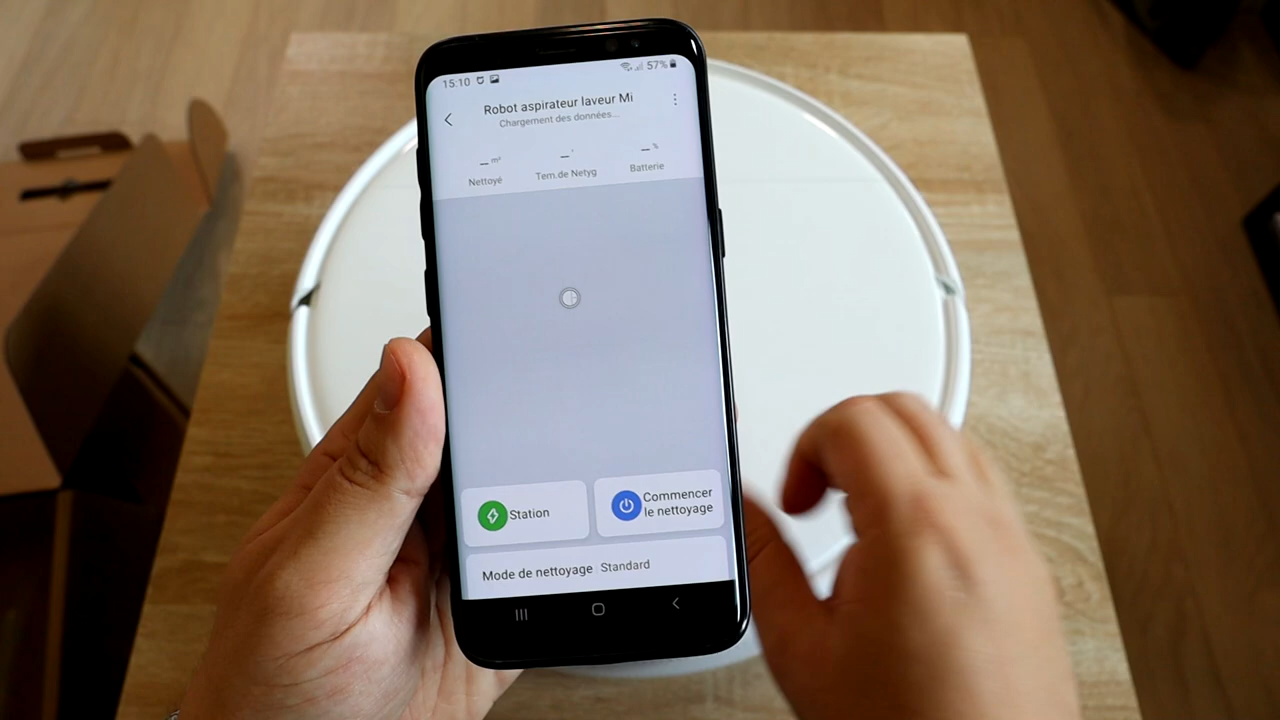 15:10 57%
Robot aspirateur laveur Mi
Chargement des données...
_ m² _ ' _ %
Nettoyé Tem.de Netyg Batterie
Station
Commencer
le nettoyage
Mode de nettoyage Standard